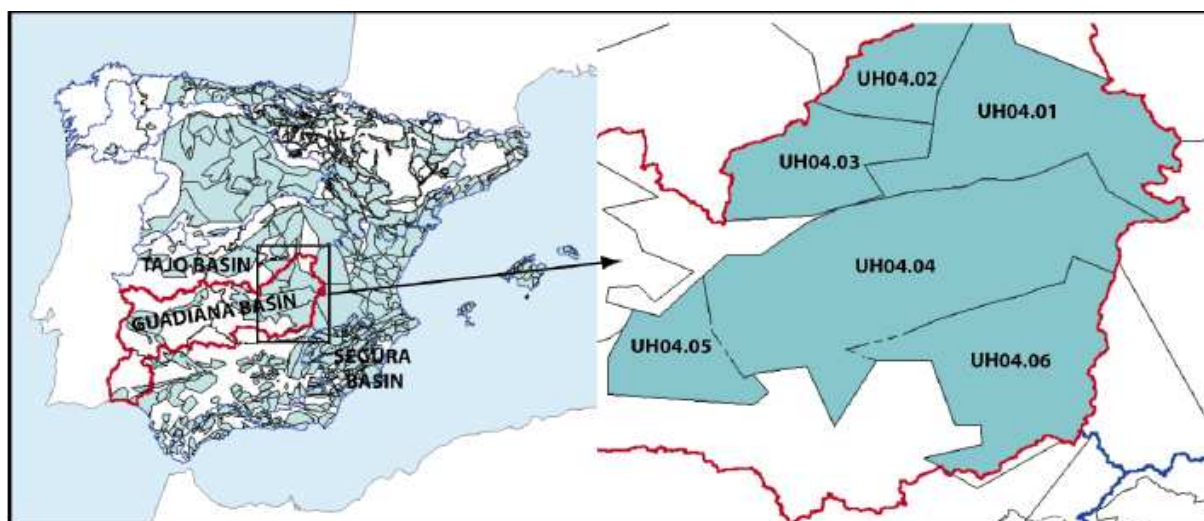 TAJO BASIN
GUADIANA BASIN
SEGURA
BASIN
UH04.02
UH04.01
UH04.03
UH04.04
UH04.05
UH04.06